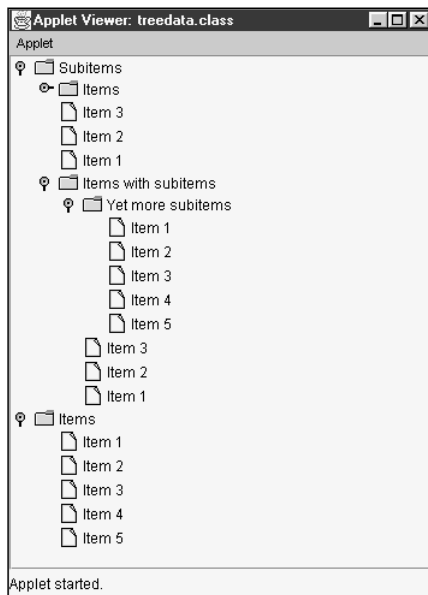 Applet Viewer: treedata.class
Applet
Subitems
Items
Item 3
Item 2
Item 1
Items with subitems
Yet more subitems
Item 1
Item 2
Item 3
Item 4
Item 5
Item 3
Item 2
Item 1
Items
Item 1
Item 2
Item 3
Item 4
Item 5
Applet started.